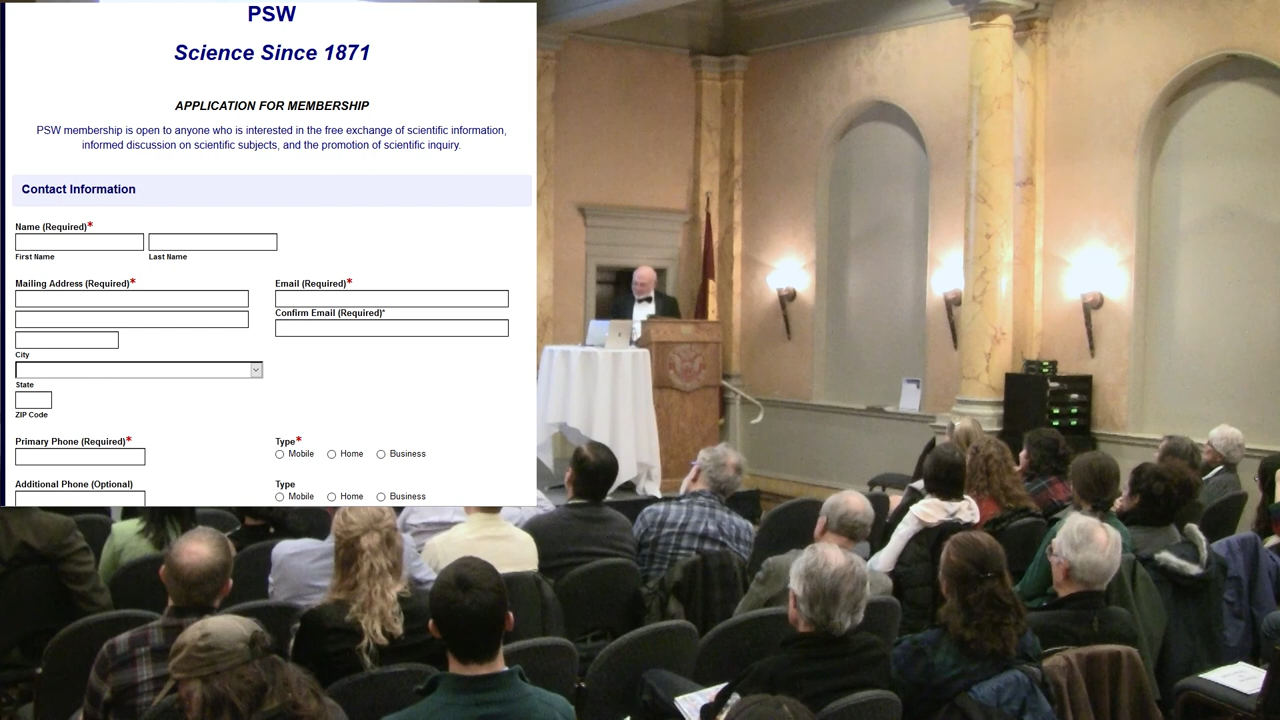 PSW
Science Since 1871
APPLICATION FOR MEMBERSHIP
PSW membership is open to anyone who is interested in the free exchange of scientific information,
informed discussion on scientific subjects, and the promotion of scientific inquiry.
Contact Information
Name (Required)*
First Name Last Name
Mailing Address (Required)* Email (Required)*
Confirm Email (Required)*
City
State
ZIP Code
Primary Phone (Required)* Type*
Mobile Home Business
Additional Phone (Optional) Type
Mobile Home Business